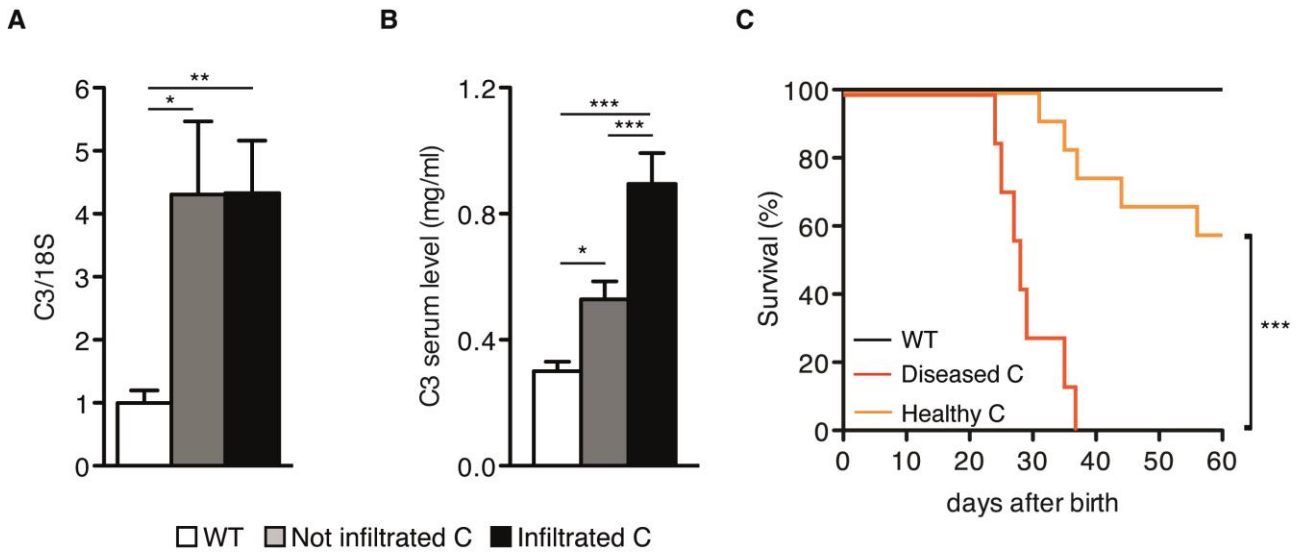 A
B
C
C3/18S
6
5
4
3
2
1
0
**
*
C3 serum level (mg/ml)
1.2
0.8
0.4
0.0
***
***
*
Survival (%)
100
80
60
40
20
0
WT
Diseased C
Healthy C
***
0 10 20 30 40 50 60
days after birth
WT Not infiltrated C Infiltrated C